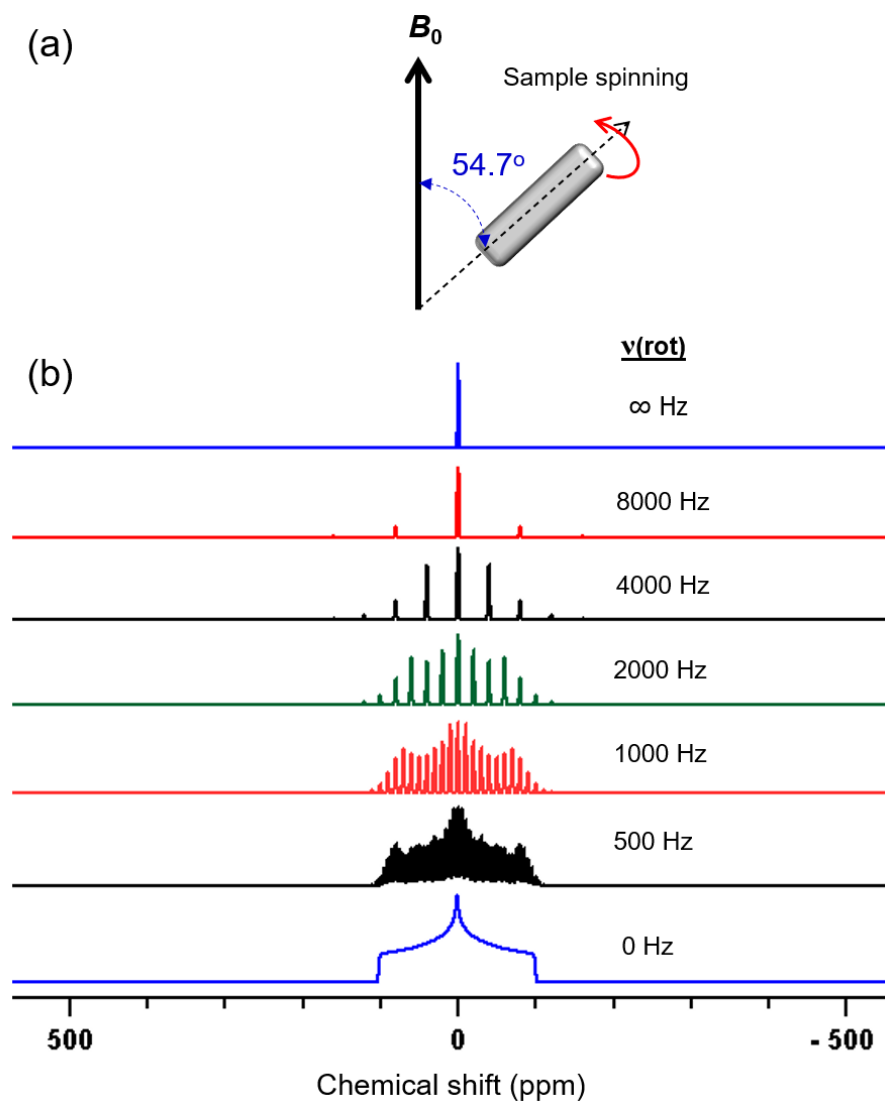 (a)
B0
Sample spinning
54.7o
(b)
ν(rot)
∞ Hz
8000 Hz
4000 Hz
2000 Hz
1000 Hz
500 Hz
0 Hz
500 0 - 500
Chemical shift (ppm)